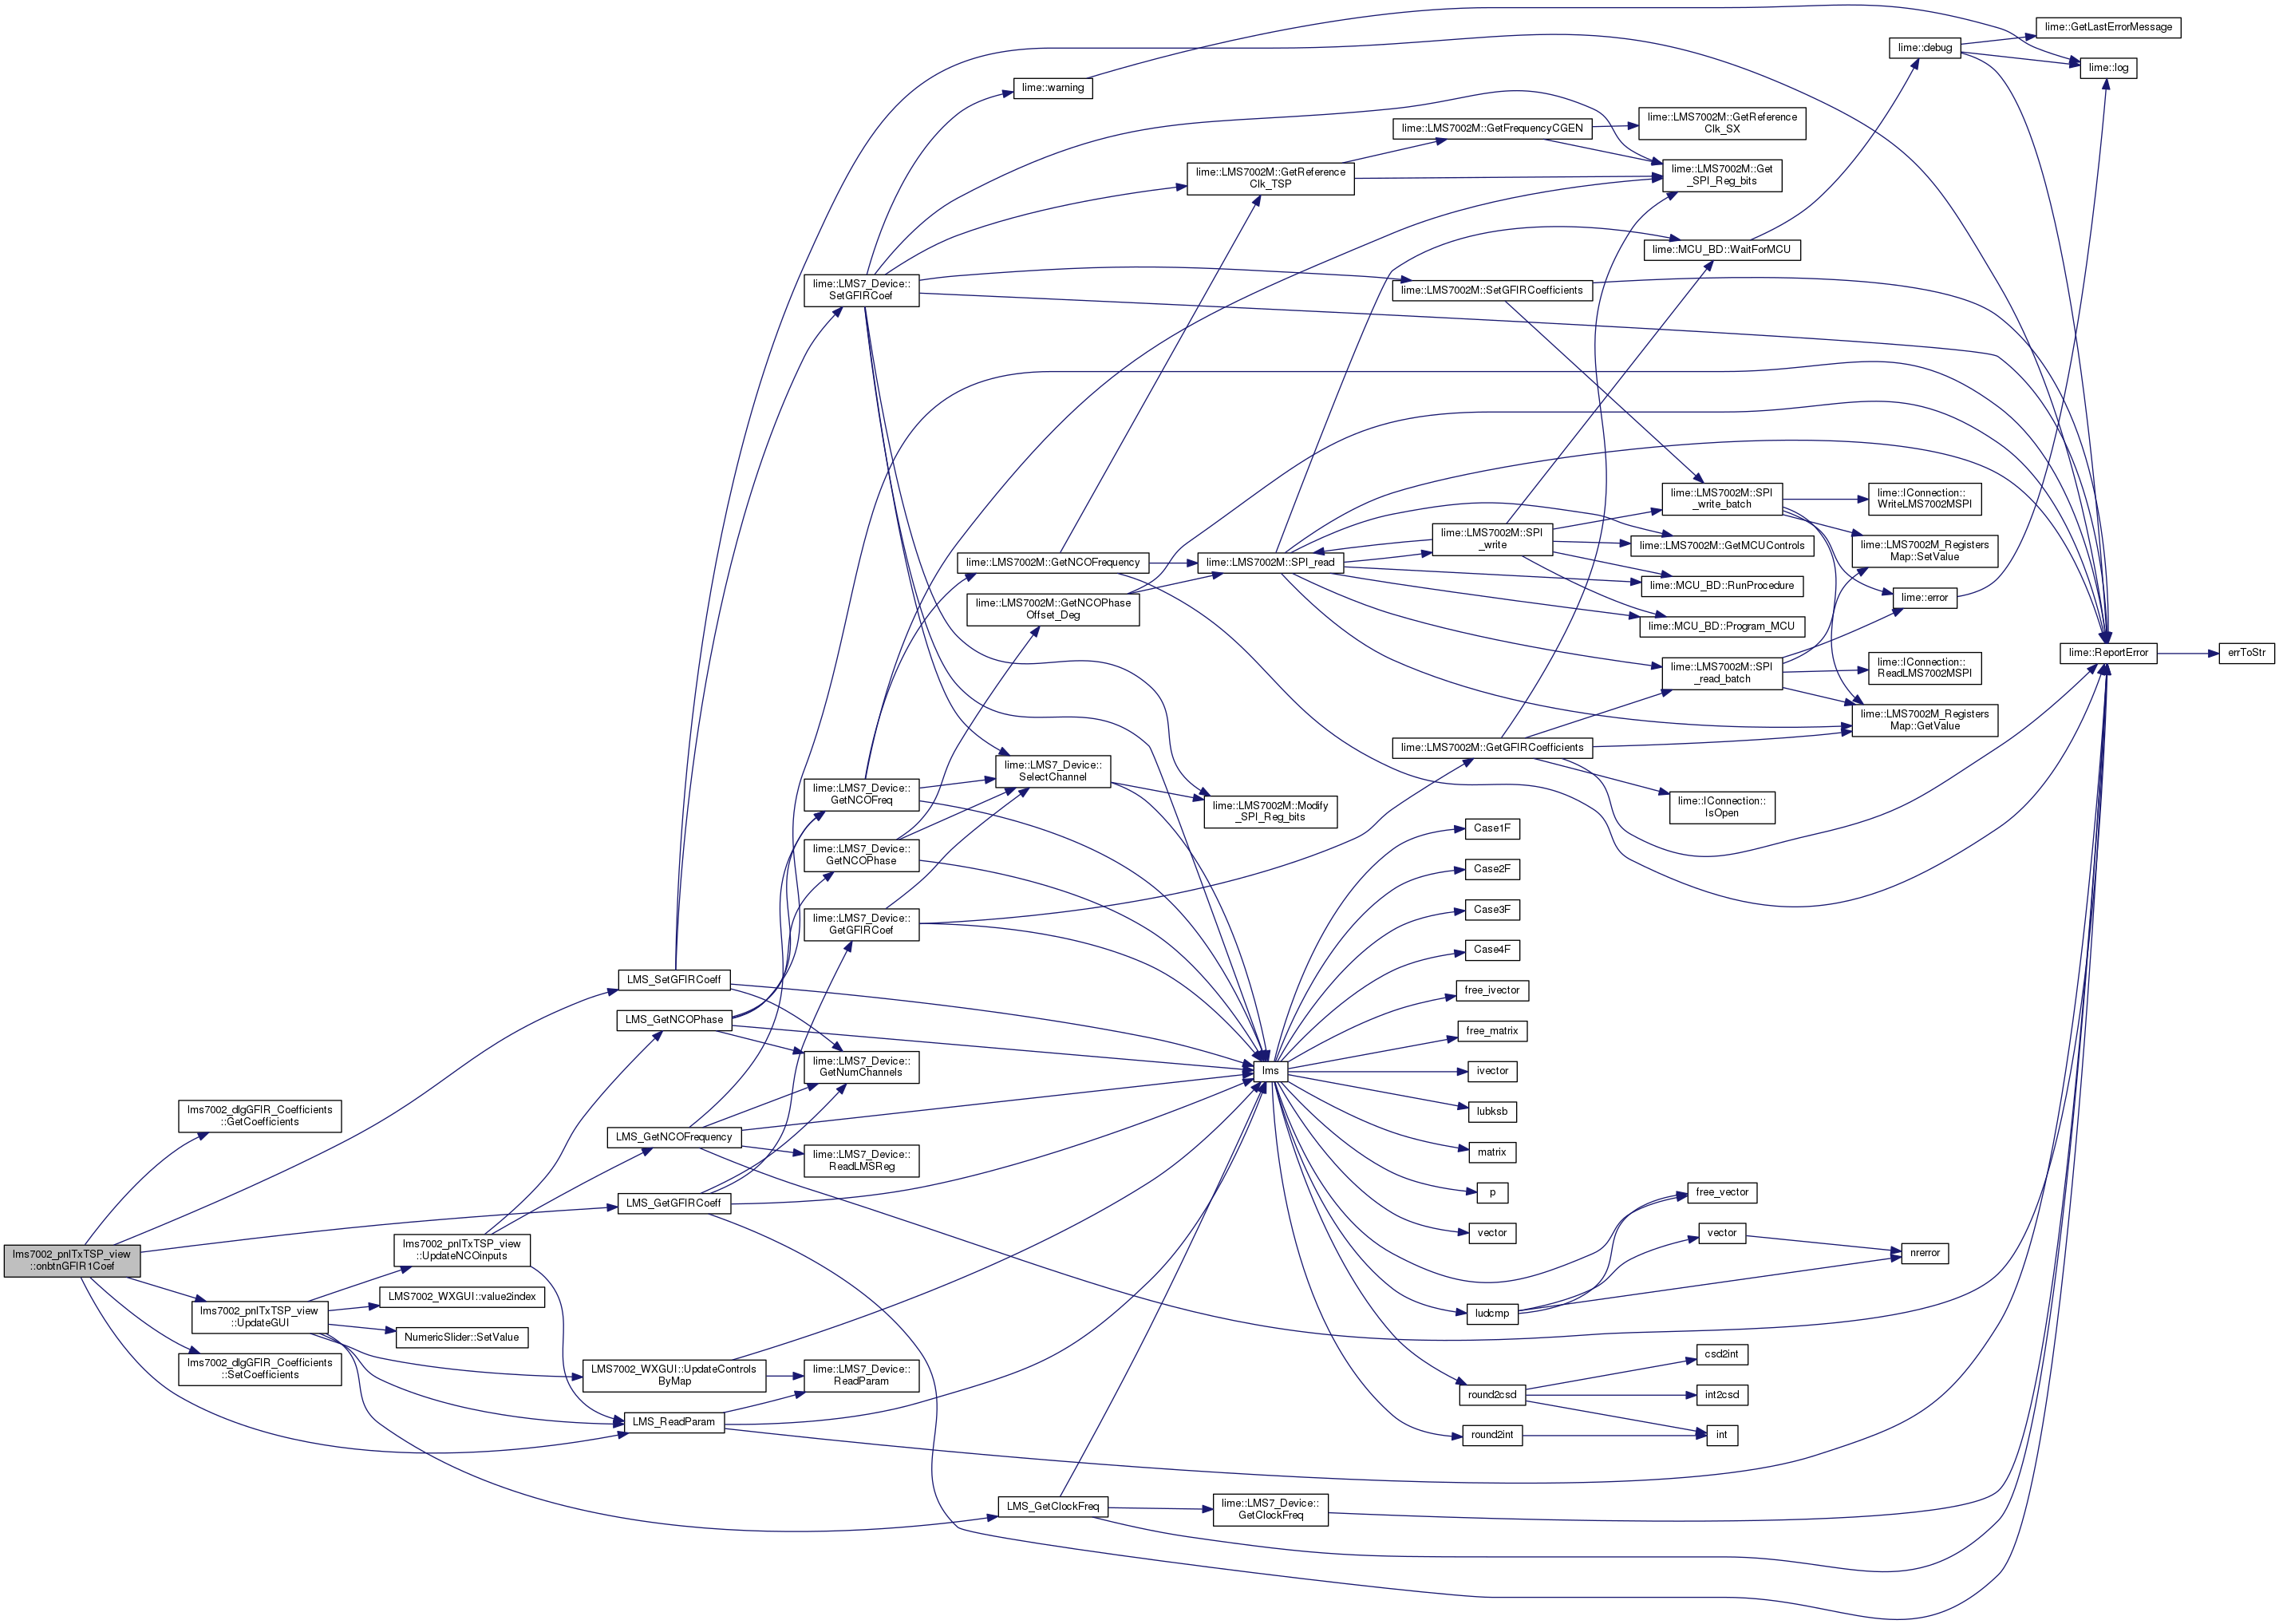 lime::GetLastErrorMessage
lime::debug
lime::log
lime::warning
lime::LMS7002M::GetFrequencyCGEN
lime::LMS7002M::GetReference
Clk_SX
lime::LMS7002M::GetReference
Clk_TSP
lime::LMS7002M::Get
_SPI_Reg_bits
lime::MCU_BD::WaitForMCU
lime::LMS7_Device::
SetGFIRCoef
lime::LMS7002M::SetGFIRCoefficients
lime::LMS7002M::SPI
_write_batch
lime::IConnection::
WriteLMS7002MSPI
lime::LMS7002M::SPI
_write
lime::LMS7002M::GetMCUControls
lime::LMS7002M_Registers
Map::SetValue
lime::LMS7002M::GetNCOFrequency
lime::LMS7002M::SPI_read
lime::MCU_BD::RunProcedure
lime::error
lime::LMS7002M::GetNCOPhase
Offset_Deg
lime::MCU_BD::Program_MCU
lime::ReportError
errToStr
lime::LMS7002M::SPI
_read_batch
lime::IConnection::
ReadLMS7002MSPI
lime::LMS7002M_Registers
Map::GetValue
lime::LMS7002M::GetGFIRCoefficients
lime::LMS7_Device::
SelectChannel
lime::LMS7_Device::
GetNCOFreq
lime::LMS7002M::Modify
_SPI_Reg_bits
lime::IConnection::
IsOpen
Case1F
lime::LMS7_Device::
GetNCOPhase
Case2F
lime::LMS7_Device::
GetGFIRCoef
Case3F
Case4F
LMS_SetGFIRCoeff
free_ivector
LMS_GetNCOPhase
free_matrix
lime::LMS7_Device::
GetNumChannels
lms
ivector
lms7002_dlgGFIR_Coefficients
::GetCoefficients
lubksb
LMS_GetNCOFrequency
matrix
lime::LMS7_Device::
ReadLMSReg
p
free_vector
LMS_GetGFIRCoeff
vector
vector
lms7002_pnlTxTSP_view
::onbtnGFIR1Coef
lms7002_pnlTxTSP_view
::UpdateNCOinputs
nrerror
LMS7002_WXGUI::value2index
lms7002_pnlTxTSP_view
::UpdateGUI
ludcmp
NumericSlider::SetValue
csd2int
lms7002_dlgGFIR_Coefficients
::SetCoefficients
LMS7002_WXGUI::UpdateControls
ByMap
lime::LMS7_Device::
ReadParam
round2csd
int2csd
LMS_ReadParam
round2int
int
LMS_GetClockFreq
lime::LMS7_Device::
GetClockFreq